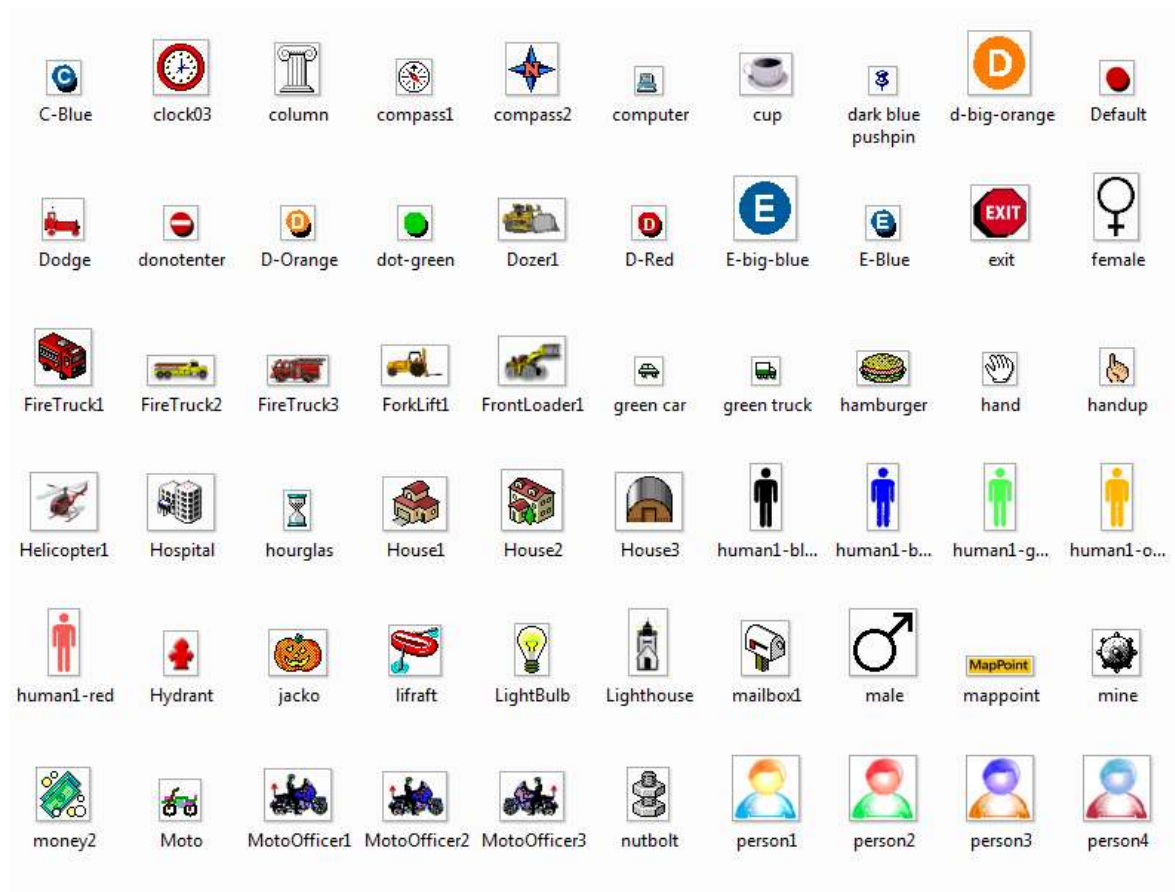 C
N
D
C-Blue clock03 column compass1 compass2 computer cup dark blue d-big-orange Default
pushpin
D
D
E
E
EXIT
Dodge donotenter D-Orange dot-green Dozer1 D-Red E-big-blue E-Blue exit female
FireTruck1 FireTruck2 FireTruck3 ForkLift1 FrontLoader1 green car green truck hamburger hand handup
Helicopter1 Hospital hourglas House1 House2 House3 human1-bl... human1-b... human1-g... human1-o...
MapPoint
human1-red Hydrant jacko lifraft LightBulb Lighthouse mailbox1 male mappoint mine
money2 Moto MotoOfficer1 MotoOfficer2 MotoOfficer3 nutbolt person1 person2 person3 person4